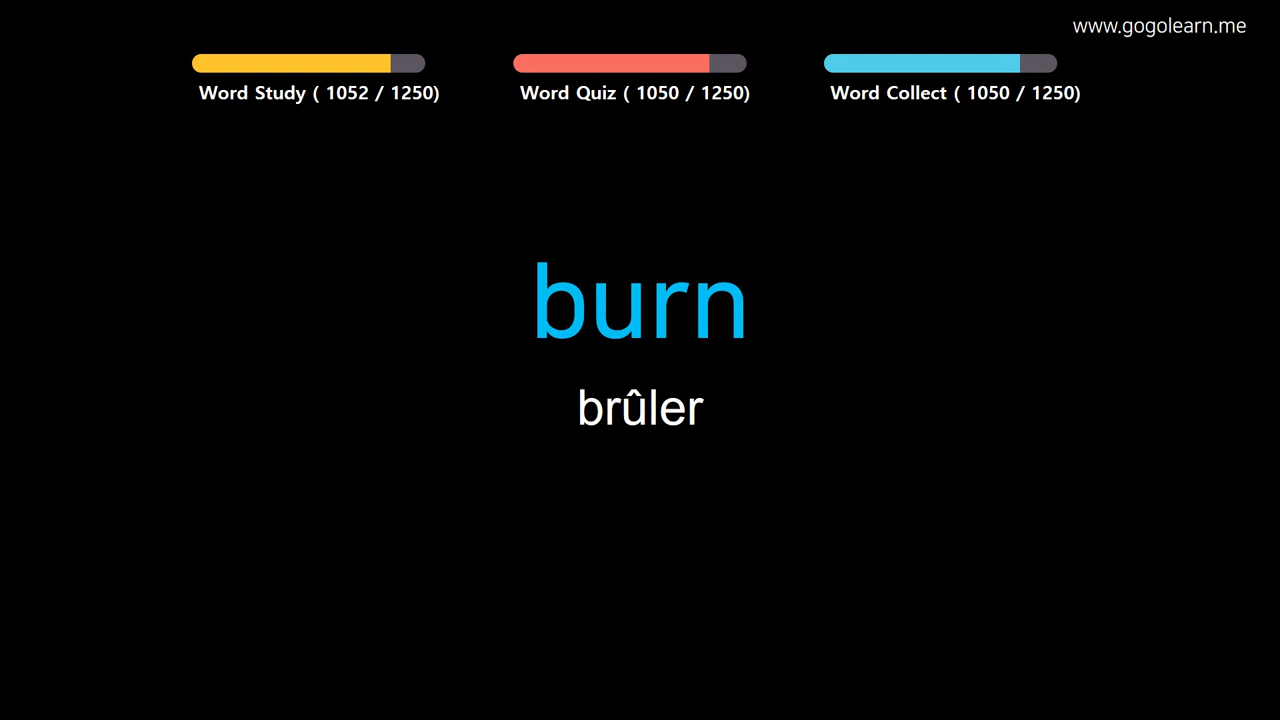 www.gogolearn.me
Word Study ( 1052 / 1250)
Word Quiz ( 1050 / 1250)
Word Collect ( 1050 / 1250)
burn
brûler